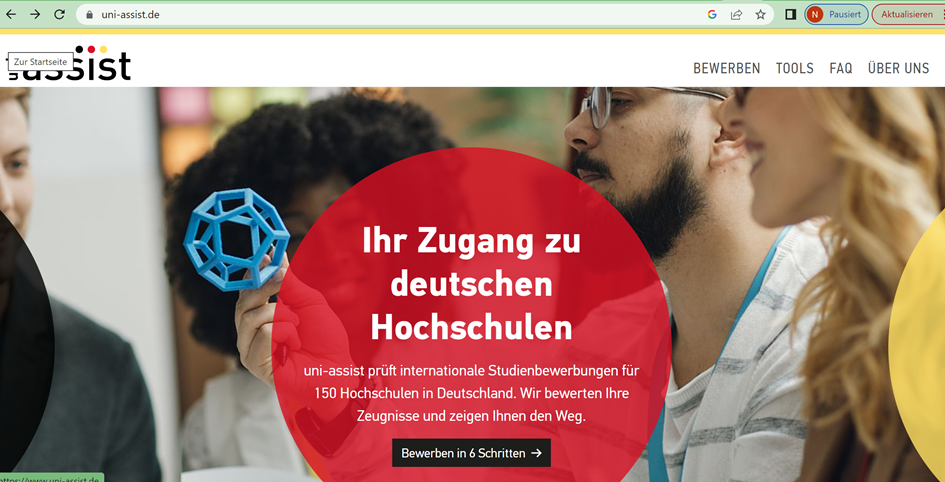 uni-assist.de
N
Pausiert
Aktualisieren
Zur Startseite
assist
BEWERBEN
TOOLS
FAQ
ÜBER UNS
Ihr Zugang zu
deutschen
Hochschulen
uni-assist prüft internationale Studienbewerbungen für
150 Hochschulen in Deutschland. Wir bewerten Ihre
Zeugnisse und zeigen Ihnen den Weg.
Bewerben in 6 Schritten →
https://www.uni-assist.de